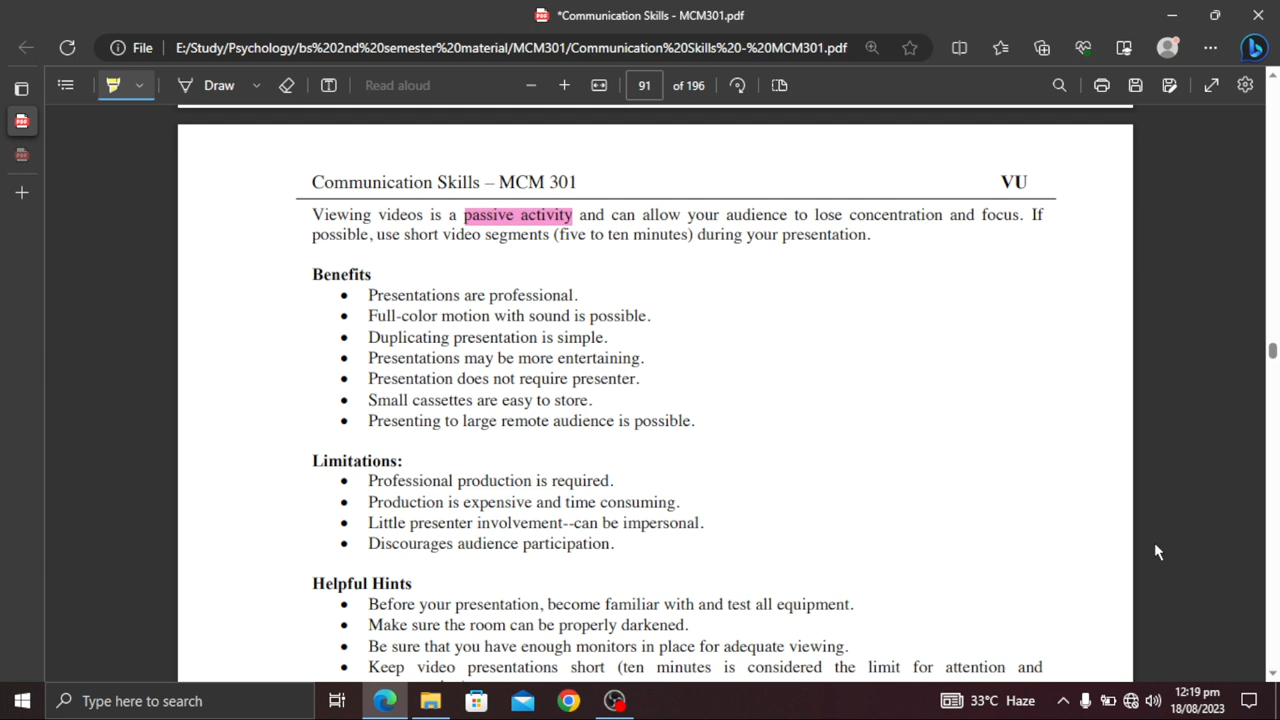 *Communication Skills - MCM301.pdf
File
E:/Study/Psychology/bs%202nd%20semester%20material/MCM301/Communication%20Skills%20-%20MCM301.pdf
Draw
Read aloud
91
of 196
Communication Skills – MCM 301
VU
Viewing videos is a passive activity and can allow your audience to lose concentration and focus. If
possible, use short video segments (five to ten minutes) during your presentation.
Benefits
• Presentations are professional.
• Full-color motion with sound is possible.
• Duplicating presentation is simple.
• Presentations may be more entertaining.
• Presentation does not require presenter.
• Small cassettes are easy to store.
• Presenting to large remote audience is possible.
Limitations:
• Professional production is required.
• Production is expensive and time consuming.
• Little presenter involvement--can be impersonal.
• Discourages audience participation.
Helpful Hints
• Before your presentation, become familiar with and test all equipment.
• Make sure the room can be properly darkened.
• Be sure that you have enough monitors in place for adequate viewing.
• Keep video presentations short (ten minutes is considered the limit for attention and
Type here to search
33°C Haze
12:19 pm
18/08/2023